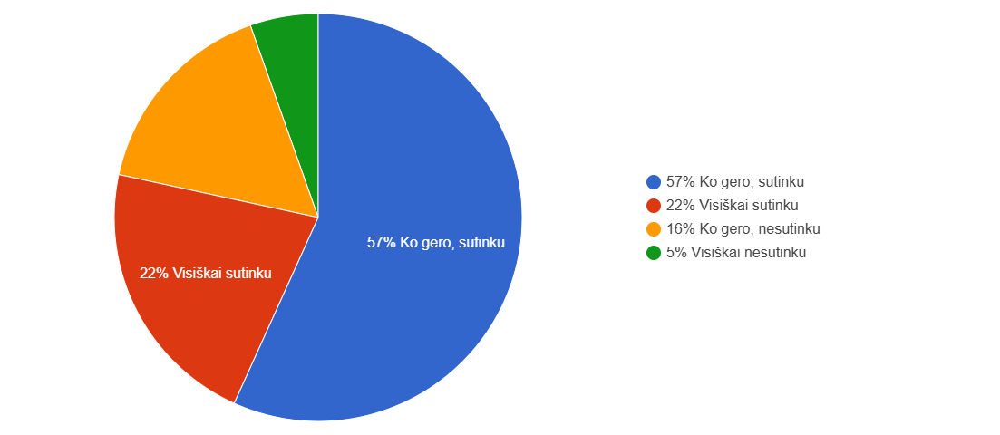 57% Ko gero, sutinku
22% Visiškai sutinku
57% Ko gero, sutinku
22% Visiškai sutinku
16% Ko gero, nesutinku
5% Visiškai nesutinku